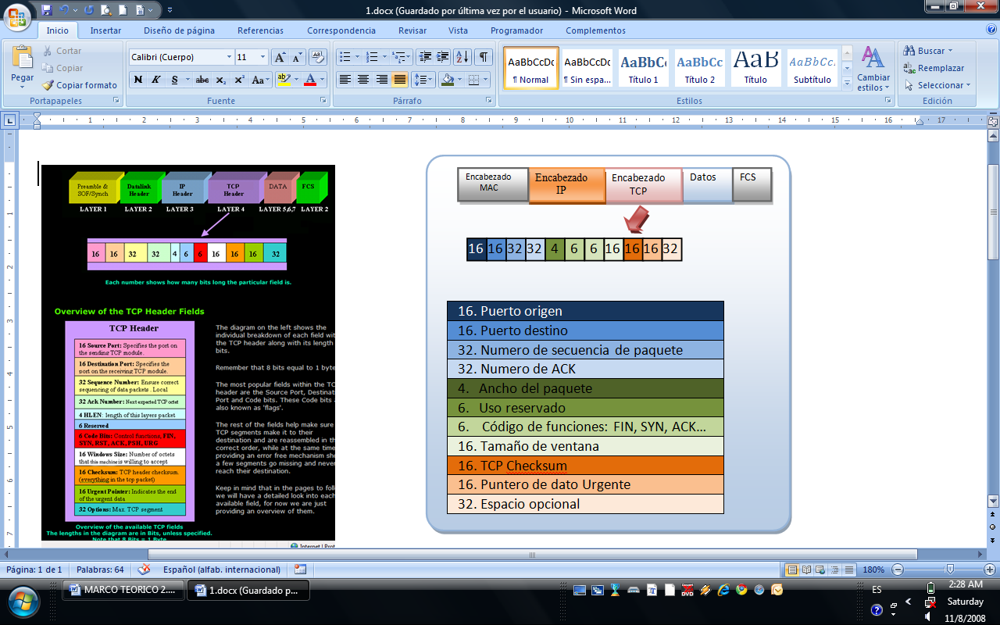 1.docx (Guardado por última vez por el usuario) - Microsoft Word
Inicio Insertar Diseño de página Referencias Correspondencia Revisar Vista Programador Complementos
Pegar
Cortar
Copiar
Copiar formato
Portapapeles
Calibri (Cuerpo) 11
N K S abc x₂ x² Aa
Fuente
Párrafo
AaBbCcDc AaBbCcDc AaBbCc AaBbCc AaB AaBbCc
¶ Normal ¶ Sin espa... Título 1 Título 2 Título Subtítulo
Cambiar
estilos
Estilos
Buscar
Reemplazar
Seleccionar
Edición
1 2 3 4 5 6 7 8 9 10 11 12 13 14 15 16 17
1
2
3
4
5
6
7
Preamble &
SOF/Synch
Datalink
Header
IP
Header
TCP
Header
DATA
FCS
LAYER 1 LAYER 2 LAYER 3 LAYER 4 LAYER 5,6,7 LAYER 2
16 16 32 32 4 6 6 16 16 16 32
Each number shows how many bits long the particular field is.
Overview of the TCP Header Fields
TCP Header
16 Source Port: Specifies the port on
the sending TCP module.
16 Destination Port: Specifies the
port on the receiving TCP module.
32 Sequence Number: Ensure correct
sequencing of data packets . Local
32 Ack Number: Next expected TCP octet
4 HLEN: length of this layers packet
6 Reserved
6 Code Bits: Control functions, FIN,
SYN, RST, ACK, PSH, URG
16 Windows Size: Number of octets
that this machine is willing to accept
16 Checksum: TCP header checksum,
(everything in the tcp packet)
16 Urgent Pointer: Indicates the end
of the urgent data
32 Options: Max. TCP segment
Overview of the available TCP fields
The lengths in the diagram are in Bits, unless specified.
Note that 8 Bits = 1 Byte
The diagram on the left shows the
individual breakdown of each field wit
the TCP header along with its length
bits.
Remember that 8 bits equal to 1 byte
The most popular fields within the TC
header are the Source Port, Destinat
Port and Code bits. These Code bits
also known as 'flags'.
The rest of the fields help make sure
TCP segments make it to their
destination and are reassembled in th
correct order, while at the same time
providing an error free mechanism sho
a few segments go missing and never
reach their destination.
Keep in mind that in the pages to foll
we will have a detailed look into each
available field, for now we are just
providing an overview of them.
Internet | Prot
Encabezado
MAC
Encabezado
IP
Encabezado
TCP
Datos
FCS
16 16 32 32 4 6 6 16 16 16 32
16. Puerto origen
16. Puerto destino
32. Numero de secuencia de paquete
32. Numero de ACK
4. Ancho del paquete
6. Uso reservado
6. Código de funciones: FIN, SYN, ACK...
16. Tamaño de ventana
16. TCP Checksum
16. Puntero de dato Urgente
32. Espacio opcional
Página: 1 de 1 Palabras: 64 Español (alfab. internacional) 180%
MARCO TEORICO 2.... 1.docx (Guardado p...
DVD
ES
2:28 AM
Saturday
11/8/2008